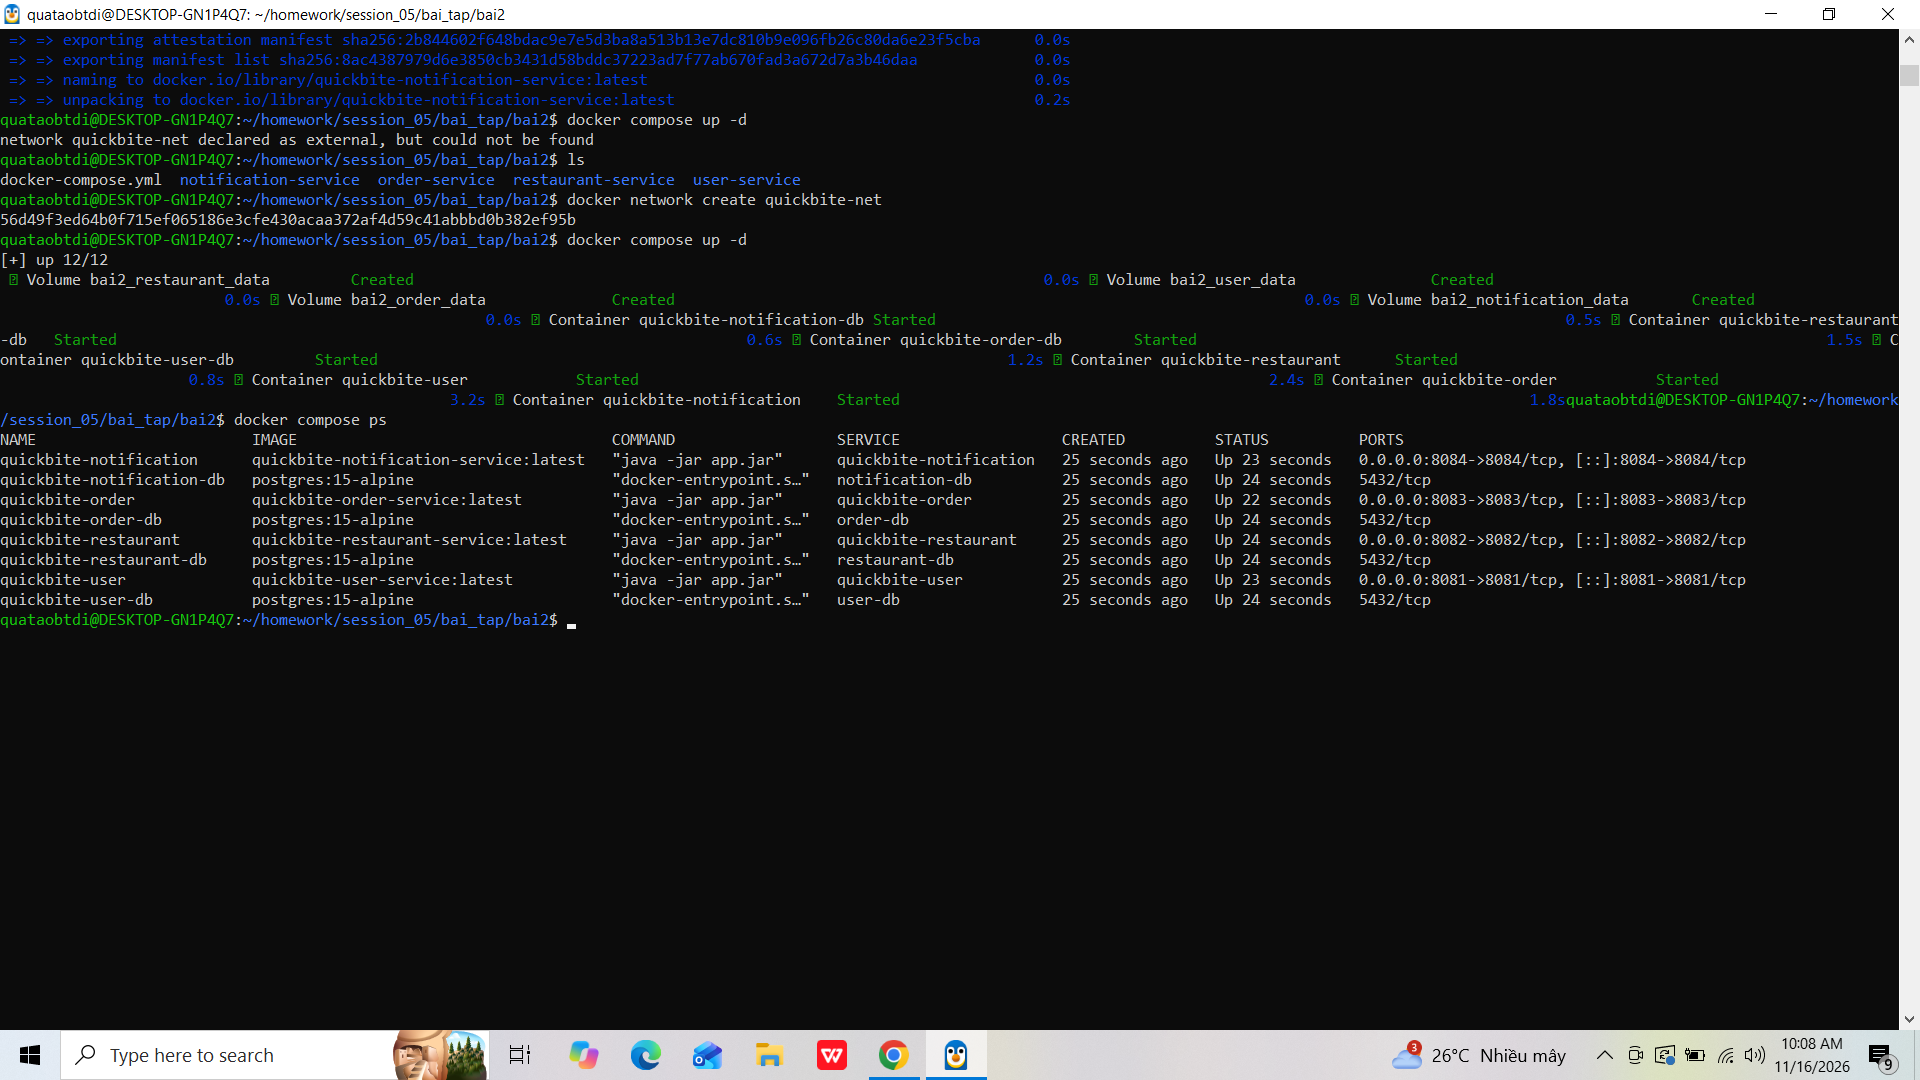 quataobtdi@DESKTOP-GN1P4Q7: ~/homework/session_05/bai_tap/bai2
=> => exporting attestation manifest sha256:2b844602f648bdac9e7e5d3ba8a513b13e7dc810b9e096fb26c80da6e23f5cba 0.0s
=> => exporting manifest list sha256:8ac4387979d6e3850cb3431d58bddc37223ad7f77ab670fad3a672d7a3b46daa 0.0s
=> => naming to docker.io/library/quickbite-notification-service:latest 0.0s
=> => unpacking to docker.io/library/quickbite-notification-service:latest 0.2s
quataobtdi@DESKTOP-GN1P4Q7:~/homework/session_05/bai_tap/bai2$ docker compose up -d
network quickbite-net declared as external, but could not be found
quataobtdi@DESKTOP-GN1P4Q7:~/homework/session_05/bai_tap/bai2$ ls
docker-compose.yml notification-service order-service restaurant-service user-service
quataobtdi@DESKTOP-GN1P4Q7:~/homework/session_05/bai_tap/bai2$ docker network create quickbite-net
56d49f3ed64b0f715ef065186e3cfe430acaa372af4d59c41abbbd0b382ef95b
quataobtdi@DESKTOP-GN1P4Q7:~/homework/session_05/bai_tap/bai2$ docker compose up -d
[+] up 12/12
Volume bai2_restaurant_data Created 0.0s Volume bai2_user_data Created
0.0s Volume bai2_order_data Created 0.0s Volume bai2_notification_data Created
0.0s Container quickbite-notification-db Started 0.5s Container quickbite-restaurant
-db Started 0.6s Container quickbite-order-db Started 1.5s C
ontainer quickbite-user-db Started 1.2s Container quickbite-restaurant Started
0.8s Container quickbite-user Started 2.4s Container quickbite-order Started
3.2s Container quickbite-notification Started 1.8squataobtdi@DESKTOP-GN1P4Q7:~/homework
/session_05/bai_tap/bai2$ docker compose ps
NAME IMAGE COMMAND SERVICE CREATED STATUS PORTS
quickbite-notification quickbite-notification-service:latest "java -jar app.jar" quickbite-notification 25 seconds ago Up 23 seconds 0.0.0.0:8084->8084/tcp, [::]:8084->8084/tcp
quickbite-notification-db postgres:15-alpine "docker-entrypoint.s…" notification-db 25 seconds ago Up 24 seconds 5432/tcp
quickbite-order quickbite-order-service:latest "java -jar app.jar" quickbite-order 25 seconds ago Up 22 seconds 0.0.0.0:8083->8083/tcp, [::]:8083->8083/tcp
quickbite-order-db postgres:15-alpine "docker-entrypoint.s…" order-db 25 seconds ago Up 24 seconds 5432/tcp
quickbite-restaurant quickbite-restaurant-service:latest "java -jar app.jar" quickbite-restaurant 25 seconds ago Up 24 seconds 0.0.0.0:8082->8082/tcp, [::]:8082->8082/tcp
quickbite-restaurant-db postgres:15-alpine "docker-entrypoint.s…" restaurant-db 25 seconds ago Up 24 seconds 5432/tcp
quickbite-user quickbite-user-service:latest "java -jar app.jar" quickbite-user 25 seconds ago Up 23 seconds 0.0.0.0:8081->8081/tcp, [::]:8081->8081/tcp
quickbite-user-db postgres:15-alpine "docker-entrypoint.s…" user-db 25 seconds ago Up 24 seconds 5432/tcp
quataobtdi@DESKTOP-GN1P4Q7:~/homework/session_05/bai_tap/bai2$
Type here to search
3
26°C Nhiều mây
10:08 AM
11/16/2026
9